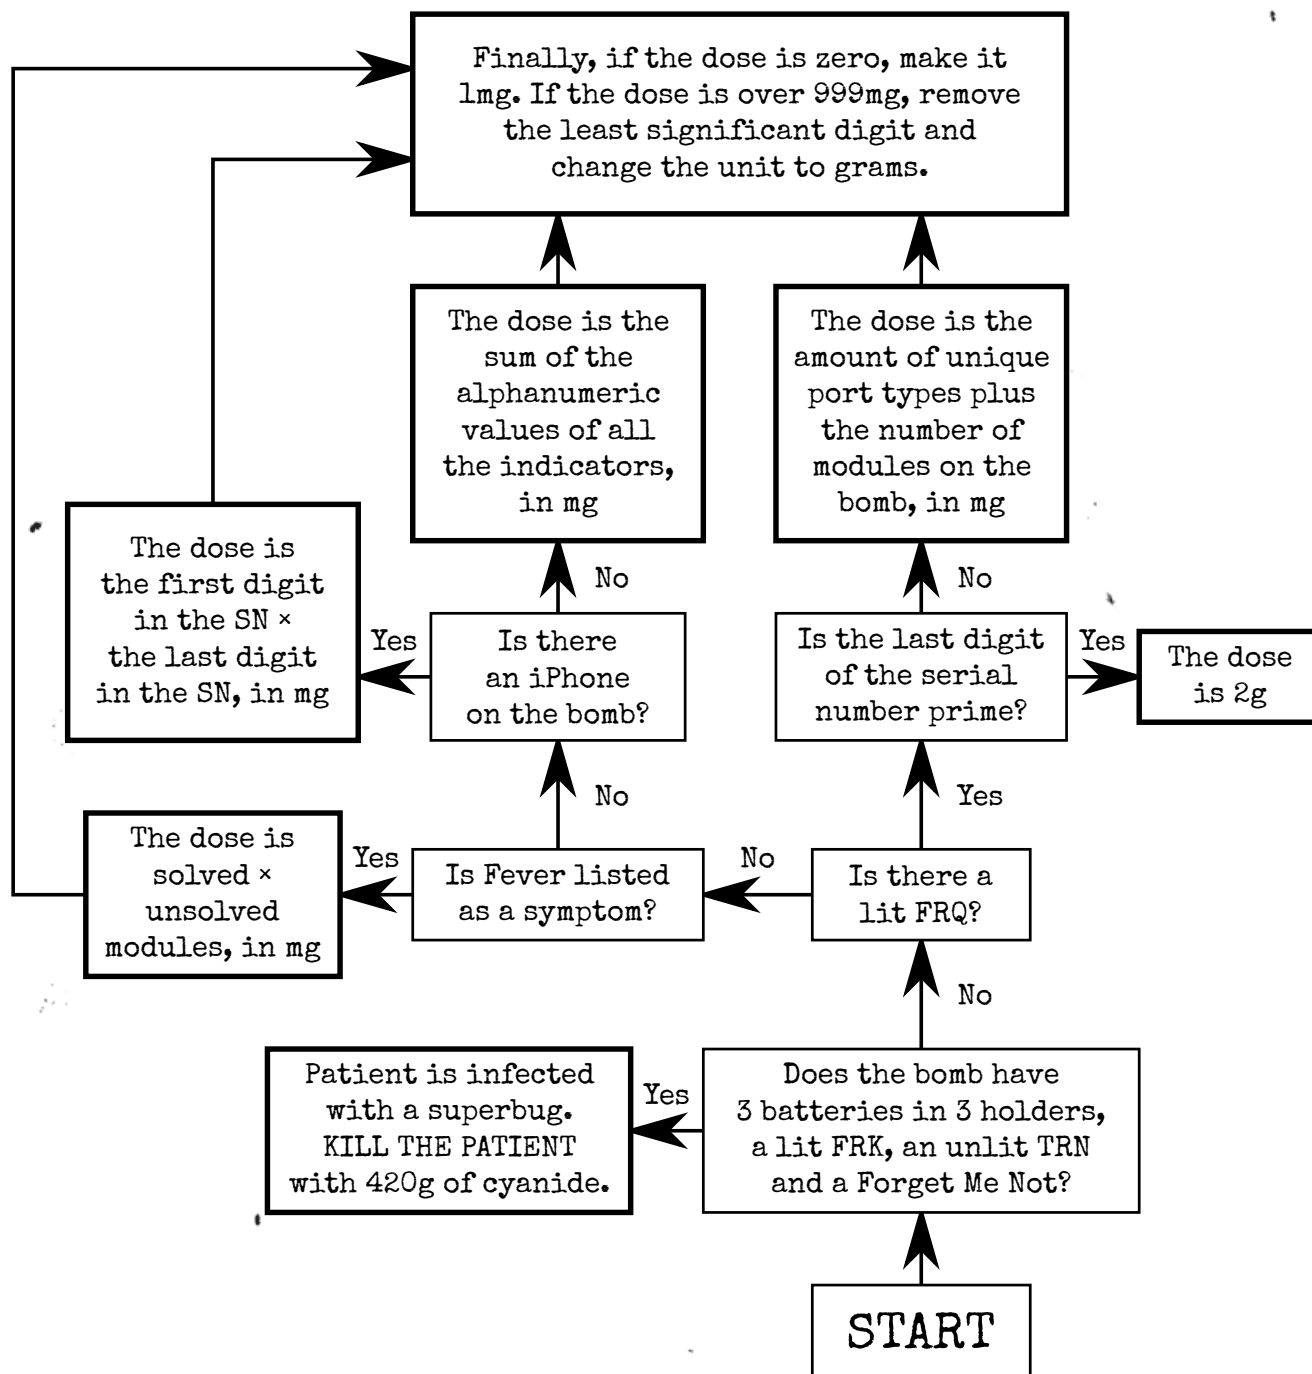 Finally, if the dose is zero, make it
1mg. If the dose is over 999mg, remove
the least significant digit and
change the unit to grams.
The dose is the
sum of the
alphanumeric
values of all
the indicators,
in mg
The dose is the
amount of unique
port types plus
the number of
modules on the
bomb, in mg
The dose is
the first digit
in the SN ×
the last digit
in the SN, in mg
No
No
Yes
Is there
an iPhone
on the bomb?
Is the last digit
of the serial
number prime?
Yes
The dose
is 2g
No
Yes
The dose is
solved ×
unsolved
modules, in mg
Yes
Is Fever listed
as a symptom?
No
Is there a
lit FRQ?
No
Patient is infected
with a superbug.
KILL THE PATIENT
with 420g of cyanide.
Yes
Does the bomb have
3 batteries in 3 holders,
a lit FRK, an unlit TRN
and a Forget Me Not?
START